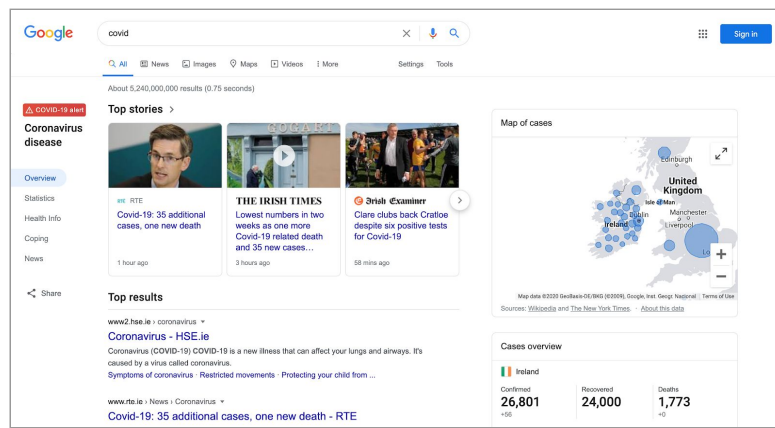 Google
covid
Sign in
All News Images Maps Videos More Settings Tools
About 5,240,000,000 results (0.75 seconds)
COVID-19 alert
Coronavirus
disease
Overview
Statistics
Health Info
Coping
News
Share
Top stories
GOGART
RTE RTE
Covid-19: 35 additional
cases, one new death
1 hour ago
THE IRISH TIMES
Lowest numbers in two
weeks as one more
Covid-19 related death
and 35 new cases…
3 hours ago
Irish Examiner
Clare clubs back Cratloe
despite six positive tests
for Covid-19
58 mins ago
Top results
www2.hse.ie › coronavirus
Coronavirus - HSE.ie
Coronavirus (COVID-19) COVID-19 is a new illness that can affect your lungs and airways. It's
caused by a virus called coronavirus.
Symptoms of coronavirus · Restricted movements · Protecting your child from ...
www.rte.ie › News › Coronavirus
Covid-19: 35 additional cases, one new death - RTE
Map of cases
Edinburgh
United
Kingdom
Isle of Man
Dublin
Manchester
Liverpool
Ireland
Lo
+
−
Map data ©2020 GeoBasis-DE/BKG (©2009), Google, Inst. Geogr. Nacional Terms of Use
Sources: Wikipedia and The New York Times. · About this data
Cases overview
Ireland
Confirmed Recovered Deaths
26,801 24,000 1,773
+56 +0